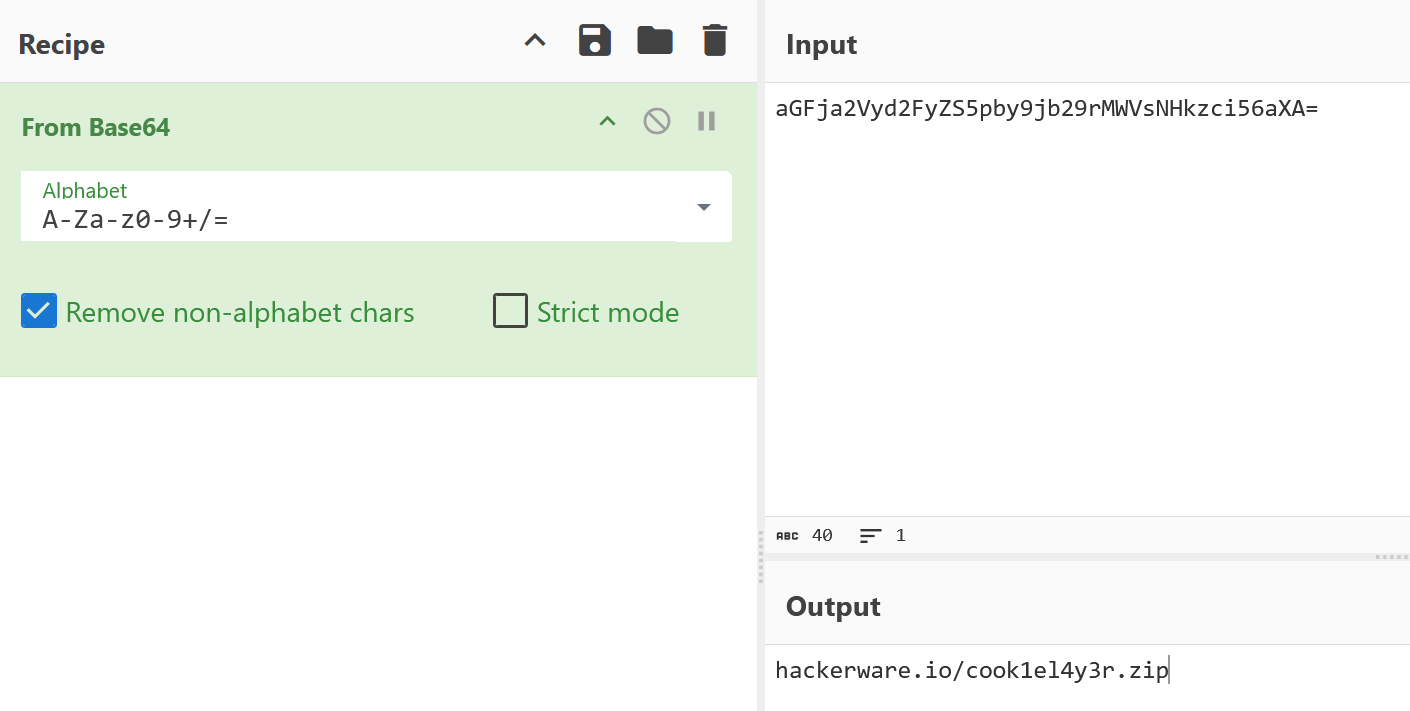 Recipe
From Base64
Alphabet
A-Za-z0-9+/=
Remove non-alphabet chars
Strict mode
Input
aGFja2Vyd2FyZS5pby9jb29rMWVsNHkzci56aXA=
ABC 40 1
Output
hackerware.io/cook1el4y3r.zip